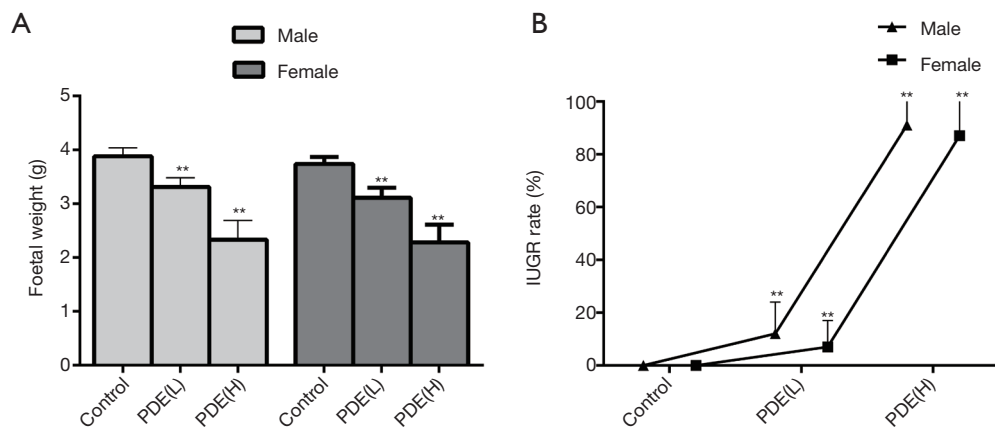 A
Male
Female
Foetal weight (g)
5
4
3
2
1
0
**
**
**
**
Control
PDE(L)
PDE(H)
Control
PDE(L)
PDE(H)
B
Male
Female
IUGR rate (%)
100
80
60
40
20
0
**
**
**
**
Control
PDE(L)
PDE(H)